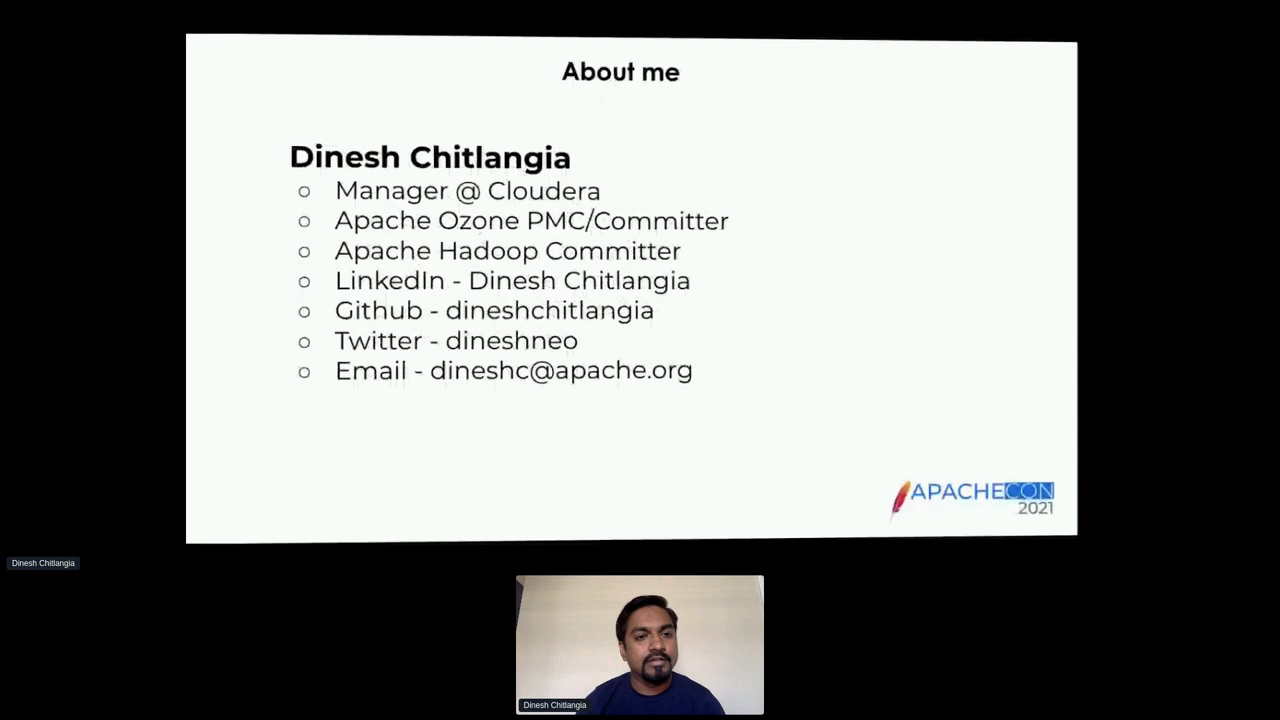 About me
Dinesh Chitlangia
Manager @ Cloudera
Apache Ozone PMC/Committer
Apache Hadoop Committer
LinkedIn - Dinesh Chitlangia
Github - dineshchitlangia
Twitter - dineshneo
Email - dineshc@apache.org
APACHECON
2021
Dinesh Chitlangia
Dinesh Chitlangia